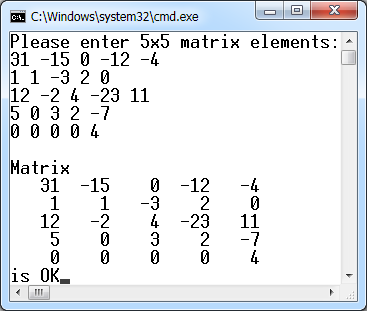 C:\Windows\system32\cmd.exe
Please enter 5x5 matrix elements:
31 -15 0 -12 -4
1 1 -3 2 0
12 -2 4 -23 11
5 0 3 2 -7
0 0 0 0 4
Matrix
31 -15 0 -12 -4
1 1 -3 2 0
12 -2 4 -23 11
5 0 3 2 -7
0 0 0 0 4
is OK